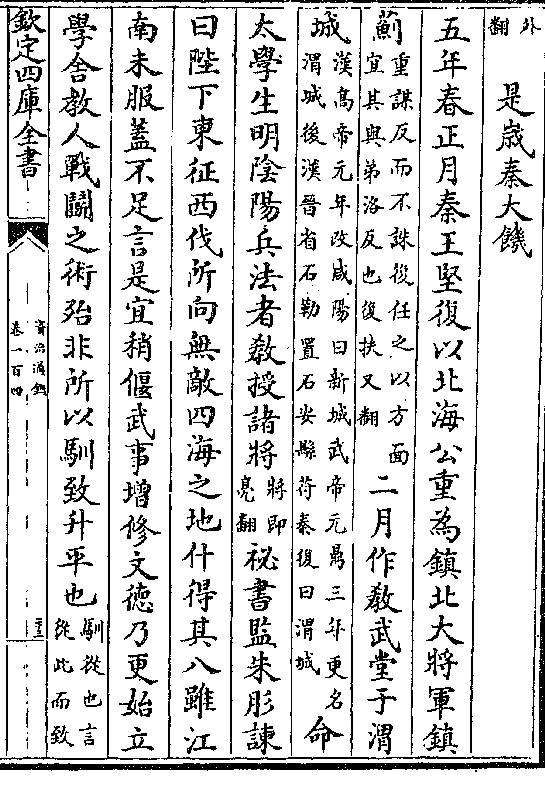 外翻　是歳秦大饑
五年春正月秦王堅復以北海公重為鎮北大將軍鎮
薊重謀反而不誅後任之以方面宜其與弟洛反也復扶又翻　二月作教武堂于渭
城漢高帝元年改咸陽曰新城武帝元鼎三年更名渭城後漢晉省石勒置石安縣苻秦復曰渭城命
太學生明陰陽兵法者教授諸將將即亮翻祕書監朱肜諫
曰陛下東征西伐所向無敵四海之地什得其八雖江
南未服蓋不足言是宜稍偃武事增修文徳乃更始立
學舍教人戰鬭之術殆非所以馴致升平也馴從也言從此而致
欽定四庫全書
資治通鑑
卷一百四